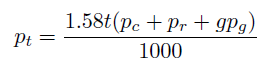 p_t = \frac{1.58t(p_c + p_r + gp_g)}{1000}